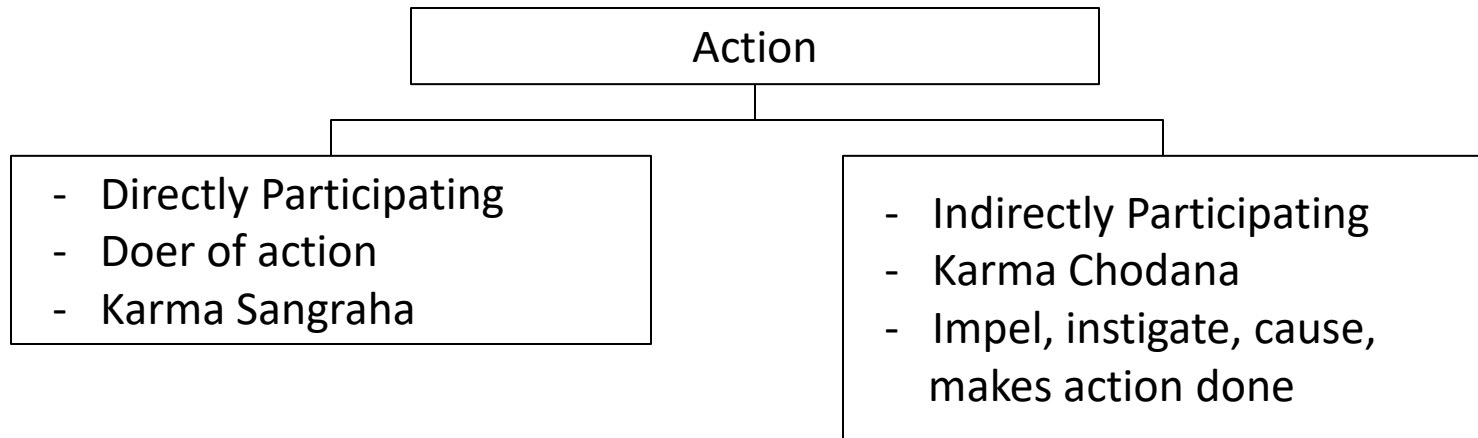 Action
- Directly Participating
- Doer of action
- Karma Sangraha
- Indirectly Participating
- Karma Chodana
- Impel, instigate, cause,
makes action done